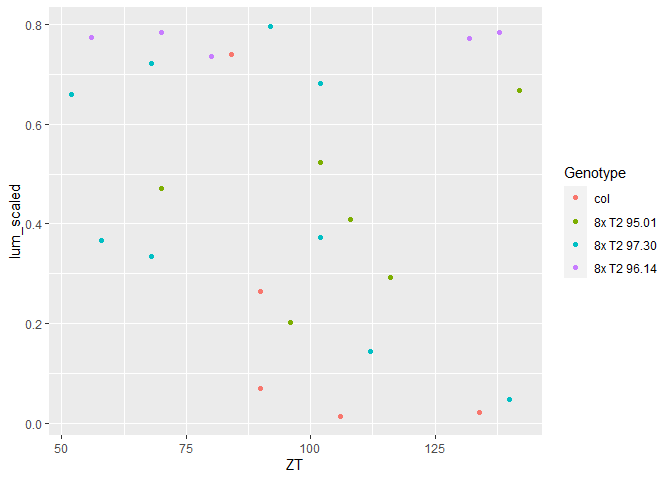 0.8
0.6
0.4
0.2
0.0
lum_scaled
50
75
100
125
ZT
Genotype
col
8x T2 95.01
8x T2 97.30
8x T2 96.14